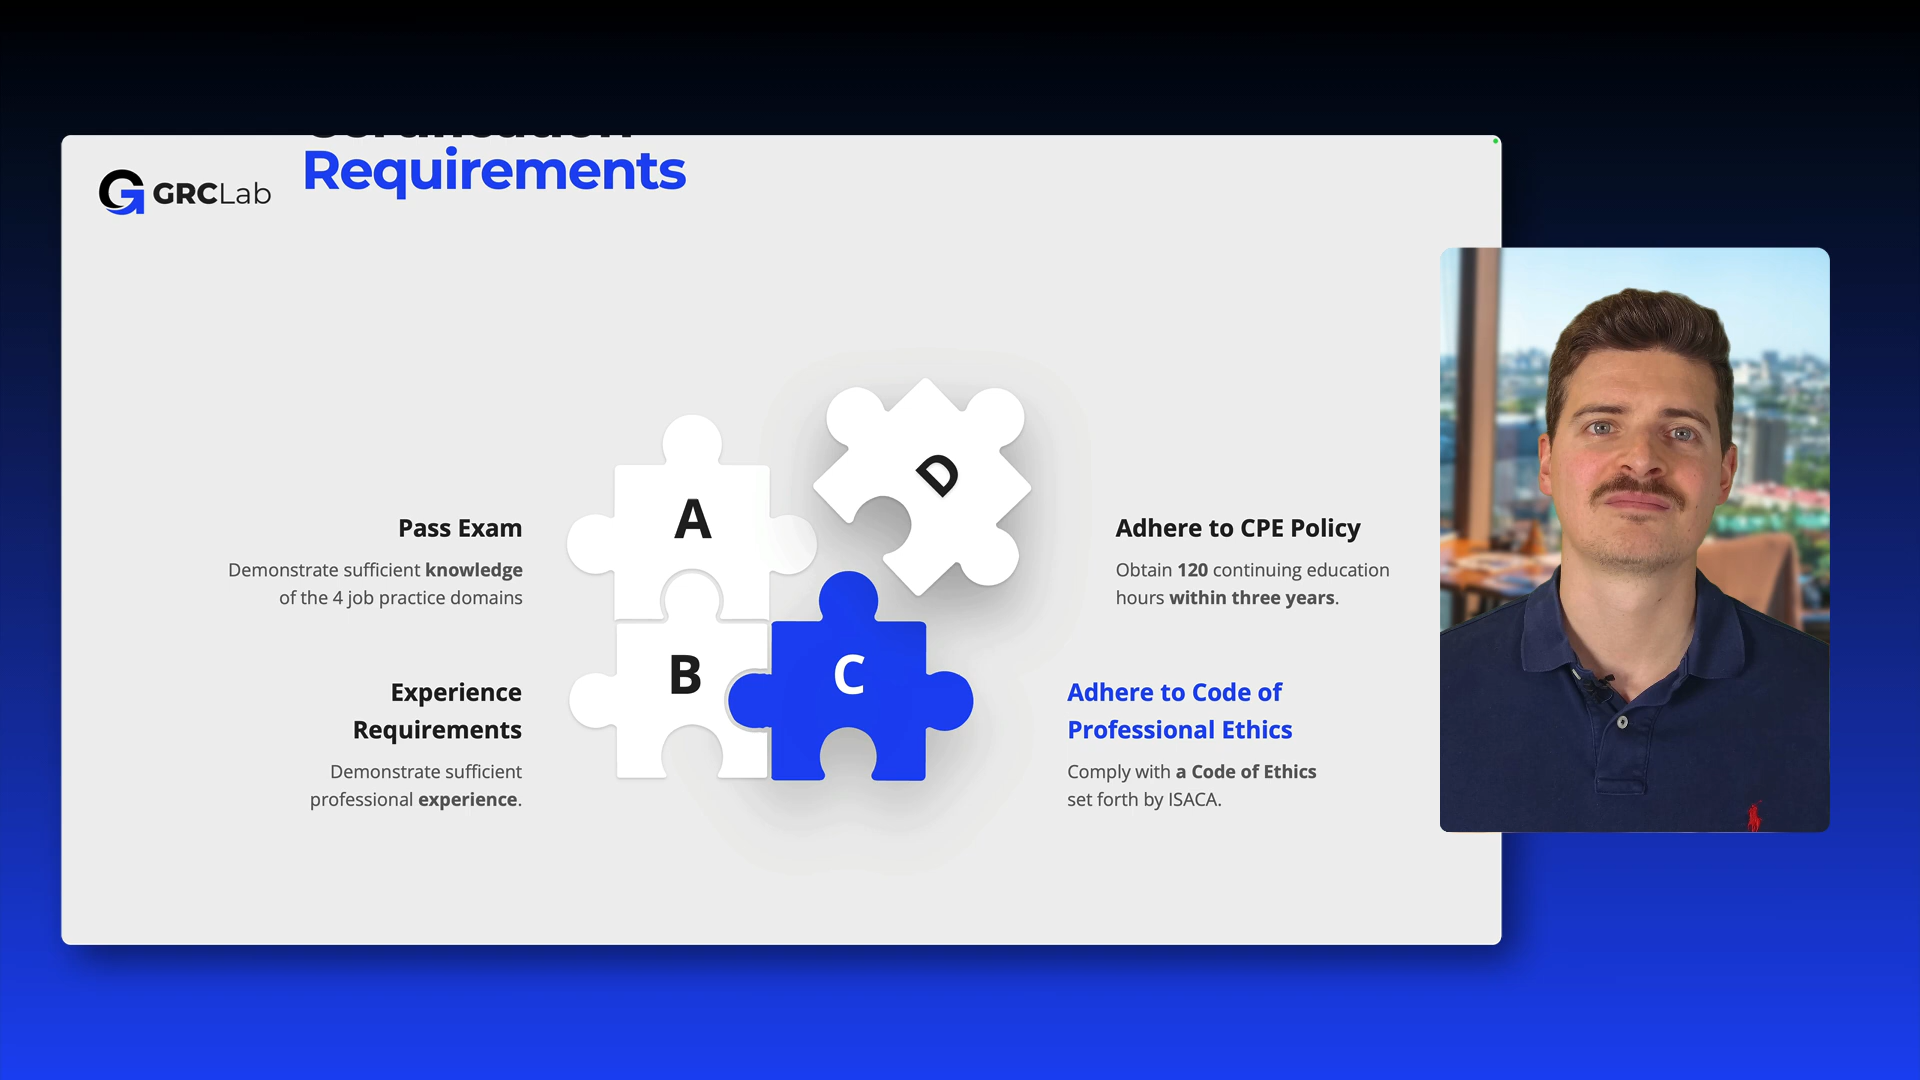 Requirements
GRCLab
A
D
Pass Exam
Demonstrate sufficient knowledge
of the 4 job practice domains
Adhere to CPE Policy
Obtain 120 continuing education
hours within three years.
B
C
Experience
Requirements
Demonstrate sufficient
professional experience.
Adhere to Code of
Professional Ethics
Comply with a Code of Ethics
set forth by ISACA.